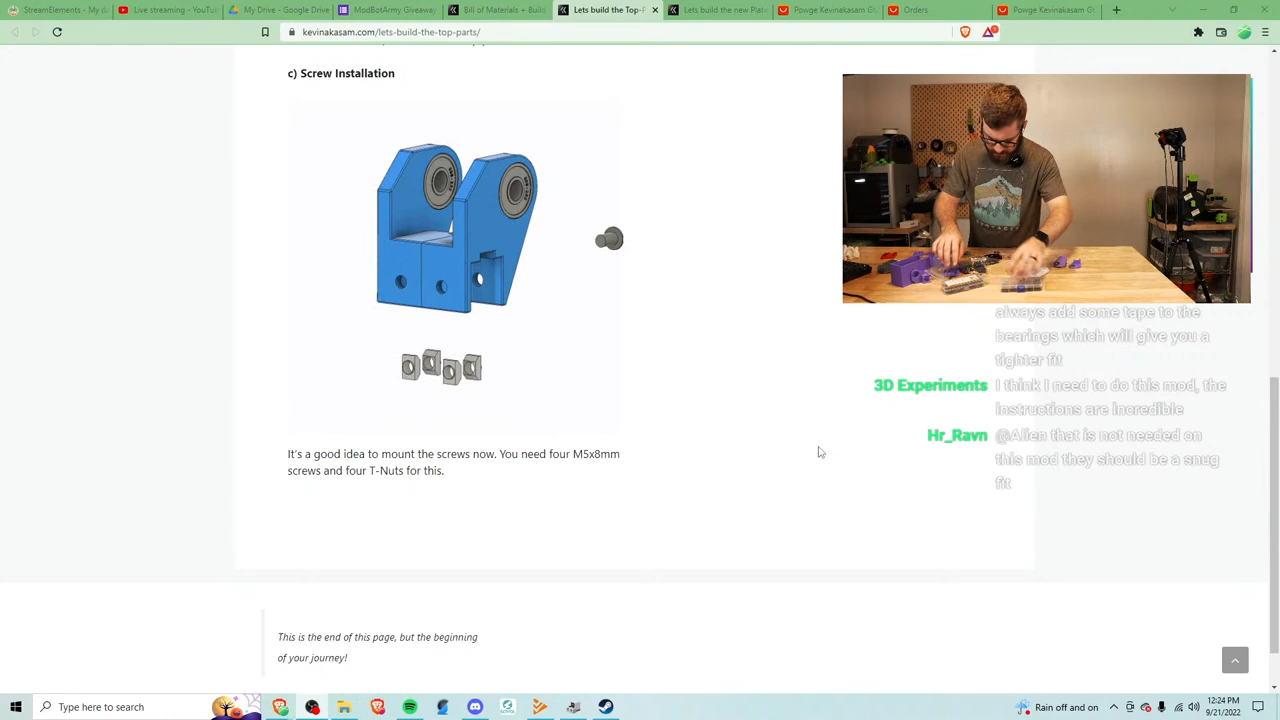 StreamElements - My da
Live streaming - YouTu
My Drive - Google Drive
ModBotArmy Giveaway
Bill of Materials + Build
Lets build the Top-F
Lets build the new Plate
Powge Kevinakasam Gt
Orders
Powge Kevinakasam Gt
kevinakasam.com/lets-build-the-top-parts/
c) Screw Installation
It's a good idea to mount the screws now. You need four M5x8mm
screws and four T-Nuts for this.
always add some tape to the
bearings which will give you a
tighter fit
3D Experiments I think I need to do this mod, the
instructions are incredible
Hr_Ravn @Alien that is not needed on
this mod they should be a snug
fit
This is the end of this page, but the beginning
of your journey!
Type here to search
Rain off and on
12:24 PM
9/21/2022